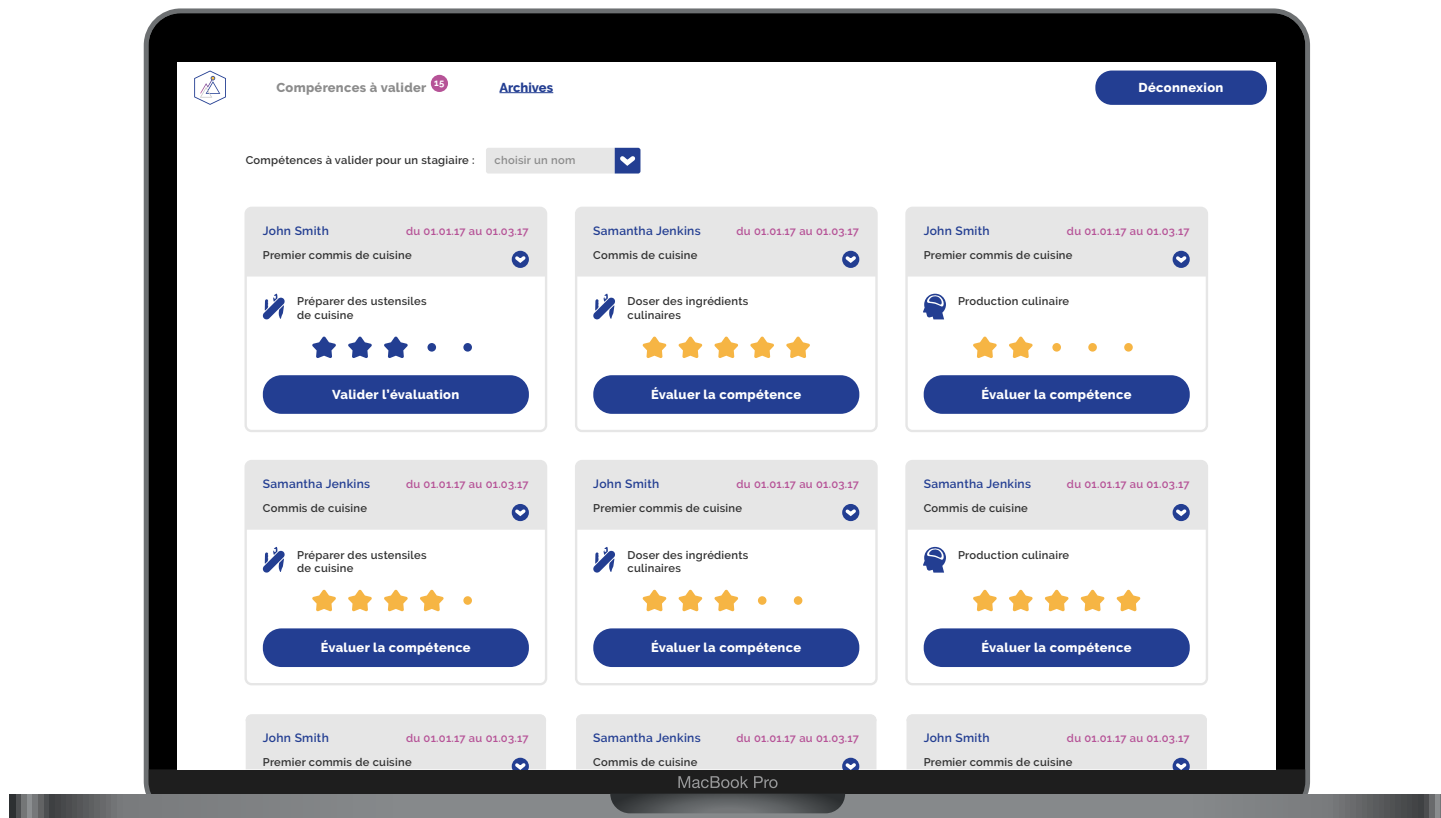 Compérences à valider 15 Archives Déconnexion
Compétences à valider pour un stagiaire : choisir un nom
John Smith du 01.01.17 au 01.03.17
Premier commis de cuisine
Préparer des ustensiles
de cuisine
Valider l'évaluation
Samantha Jenkins du 01.01.17 au 01.03.17
Commis de cuisine
Doser des ingrédients
culinaires
Évaluer la compétence
John Smith du 01.01.17 au 01.03.17
Premier commis de cuisine
Production culinaire
Évaluer la compétence
Samantha Jenkins du 01.01.17 au 01.03.17
Commis de cuisine
Préparer des ustensiles
de cuisine
Évaluer la compétence
John Smith du 01.01.17 au 01.03.17
Premier commis de cuisine
Doser des ingrédients
culinaires
Évaluer la compétence
Samantha Jenkins du 01.01.17 au 01.03.17
Commis de cuisine
Production culinaire
Évaluer la compétence
John Smith du 01.01.17 au 01.03.17
Premier commis de cuisine
Samantha Jenkins du 01.01.17 au 01.03.17
Commis de cuisine
John Smith du 01.01.17 au 01.03.17
Premier commis de cuisine
MacBook Pro